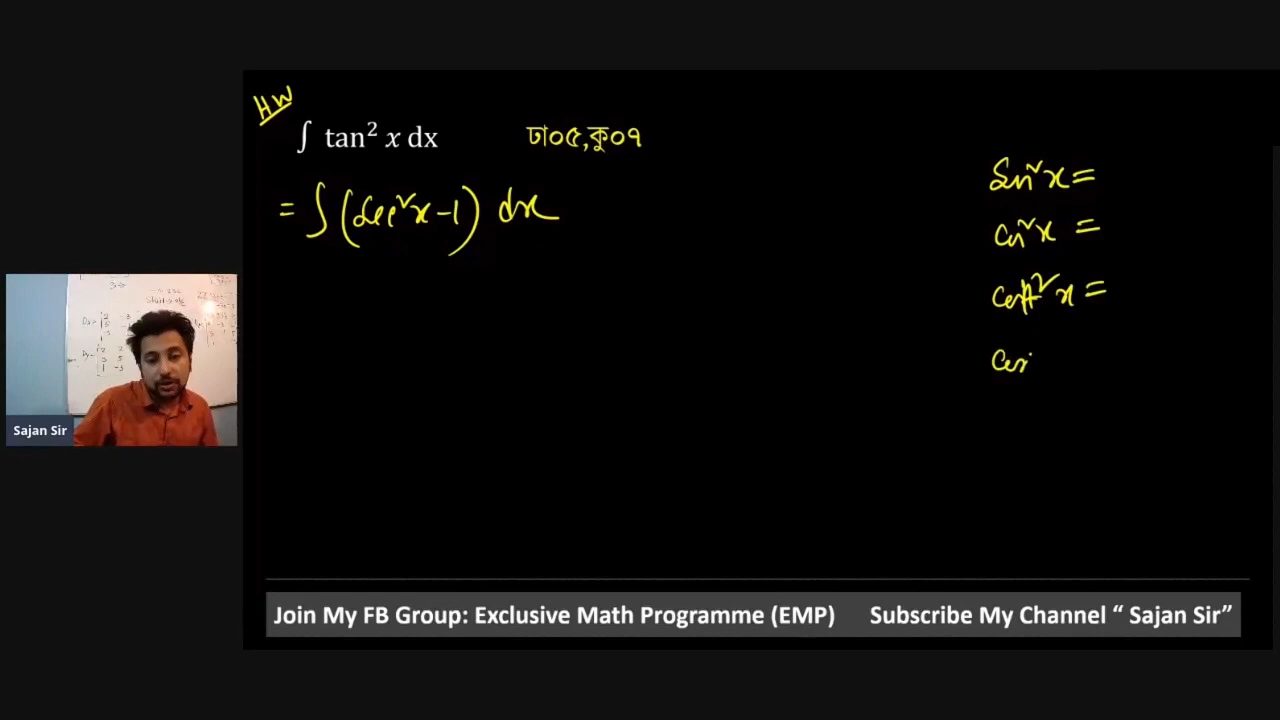 HW
∫ tan² x dx ঢা০৫,কু০৭
= ∫ (sec²x-1) dx
Sin²x =
cos²x =
cot²x =
Sajan Sir
Join My FB Group: Exclusive Math Programme (EMP) Subscribe My Channel “ Sajan Sir”